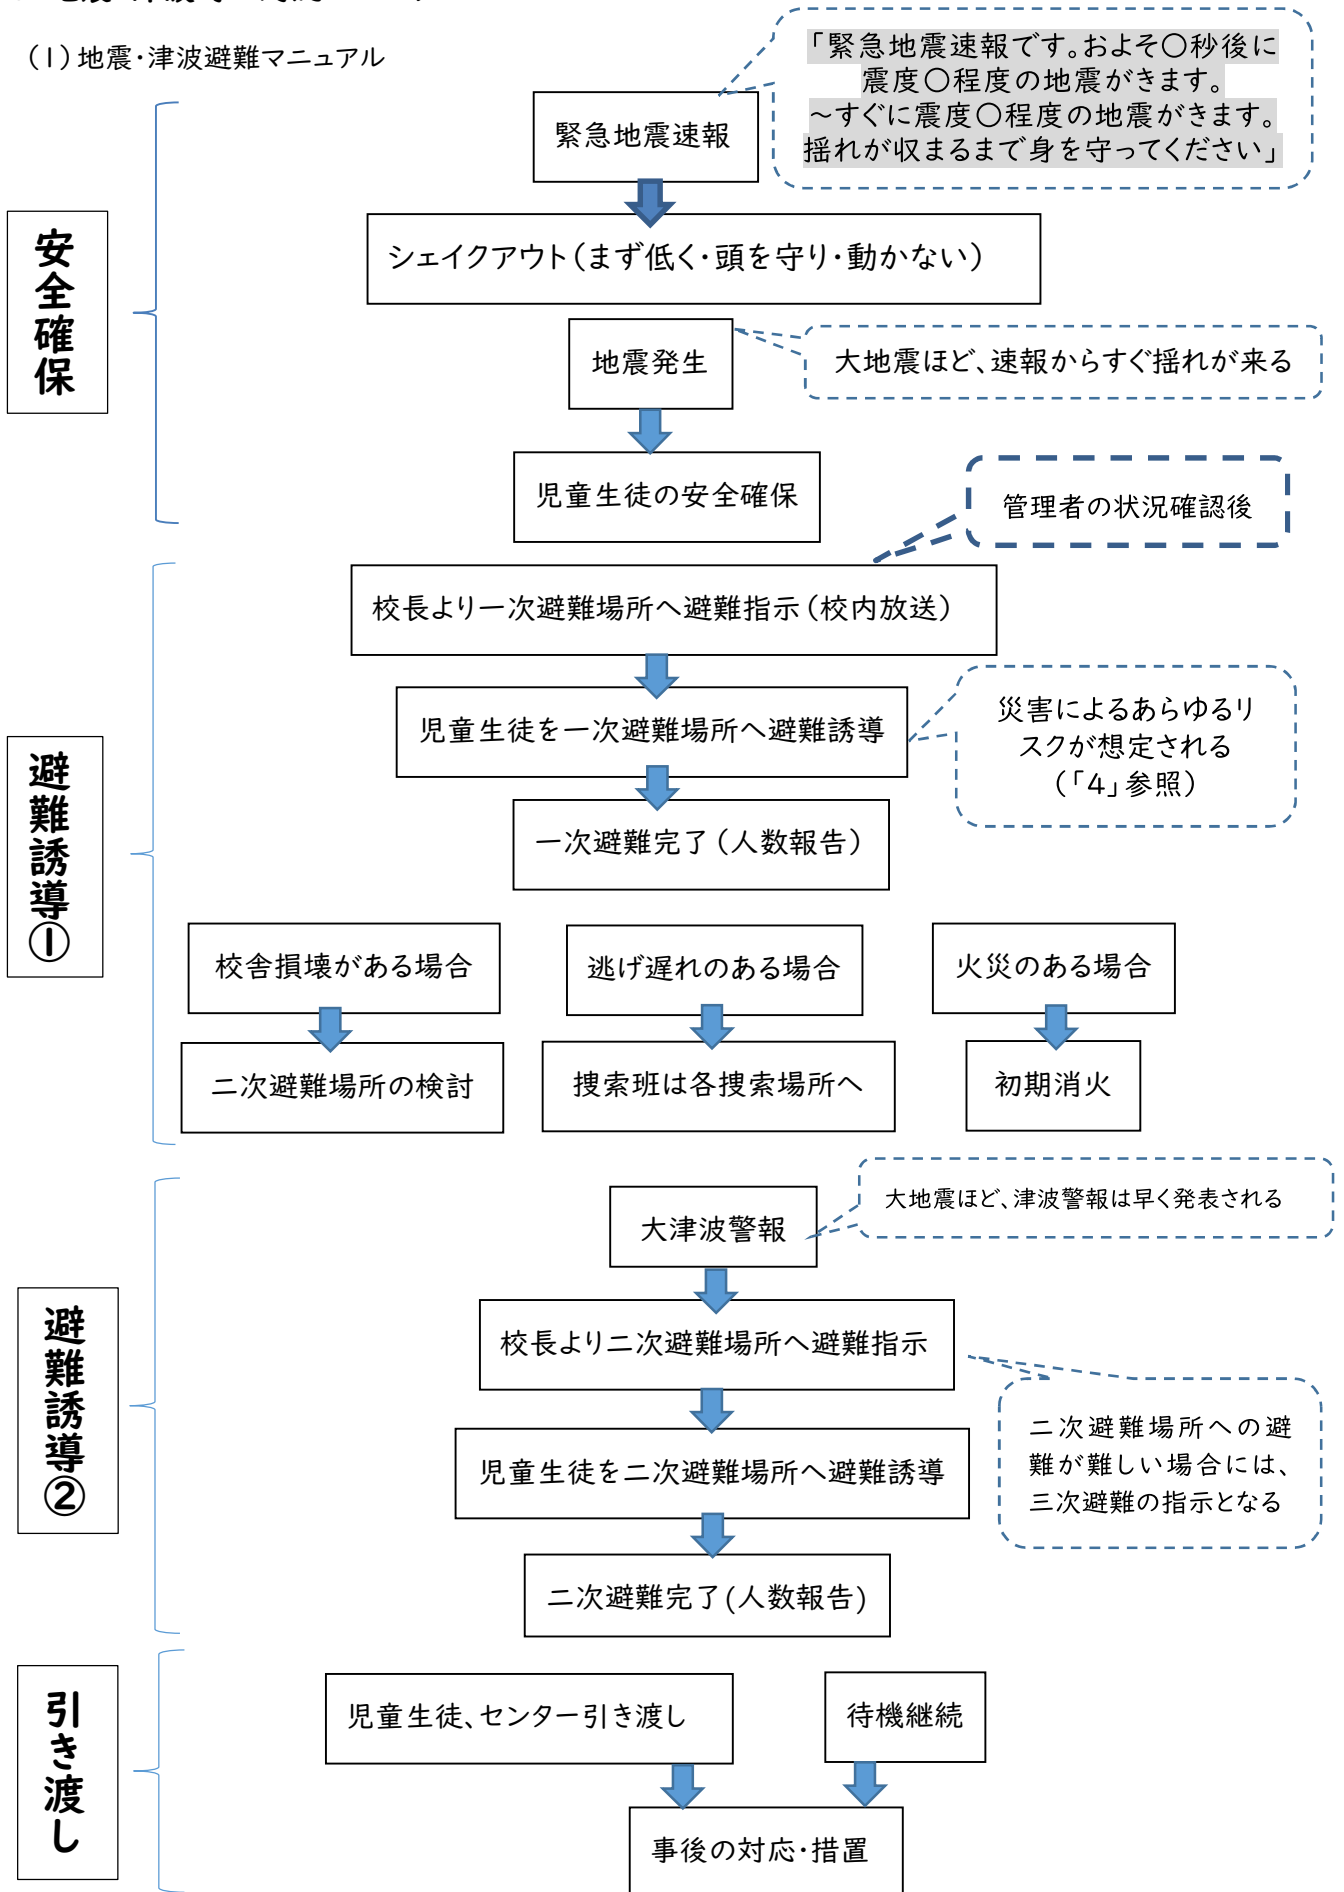 (1)地震・津波避難マニュアル
「緊急地震速報です。およそ○秒後に
震度○程度の地震がきます。
~すぐに震度○程度の地震がきます。
揺れが収まるまで身を守ってください」
緊急地震速報
安全確保
シェイクアウト(まず低く・頭を守り・動かない)
地震発生
大地震ほど、速報からすぐ揺れが来る
児童生徒の安全確保
管理者の状況確認後
校長より一次避難場所へ避難指示(校内放送)
避難誘導①
児童生徒を一次避難場所へ避難誘導
災害によるあらゆるリ
スクが想定される
(「4」参照)
一次避難完了(人数報告)
校舎損壊がある場合
逃げ遅れのある場合
火災のある場合
二次避難場所の検討
捜索班は各捜索場所へ
初期消火
大津波警報
大地震ほど、津波警報は早く発表される
避難誘導②
校長より二次避難場所へ避難指示
二次避難場所への避
難が難しい場合には、
三次避難の指示となる
児童生徒を二次避難場所へ避難誘導
二次避難完了(人数報告)
引き渡し
児童生徒、センター引き渡し
待機継続
事後の対応・措置